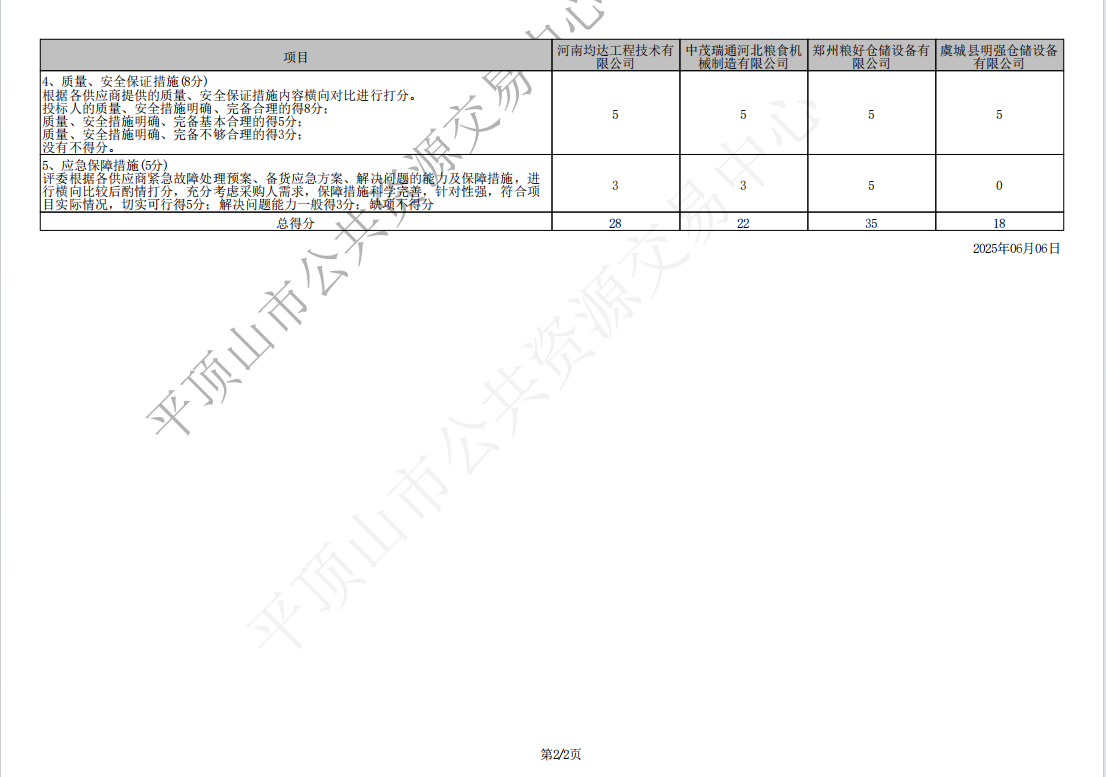 项目
河南均达工程技术有
限公司
中茂瑞通河北粮食机
械制造有限公司
郑州粮好仓储设备有
限公司
虞城县明强仓储设备
有限公司
4、质量、安全保证措施(8分)
根据各供应商提供的质量、安全保证措施内容横向对比进行打分。
投标人的质量、安全措施明确、完备合理的得8分;
质量、安全措施明确、完备基本合理的得5分;
质量、安全措施明确、完备不够合理的得3分;
没有不得分。
5
5
5
5
5、应急保障措施(5分)
评委根据各供应商紧急故障处理预案、备货应急方案、解决问题的能力及保障措施,进
行横向比较后酌情打分,充分考虑采购人需求,保障措施科学完善,针对性强,符合项
目实际情况,切实可行得5分;解决问题能力一般得3分;缺项不得分
3
3
5
0
总得分
28
22
35
18
2025年06月06日
平顶山市公共资源交易中心
平顶山市公共资源交易中心
第2/2页